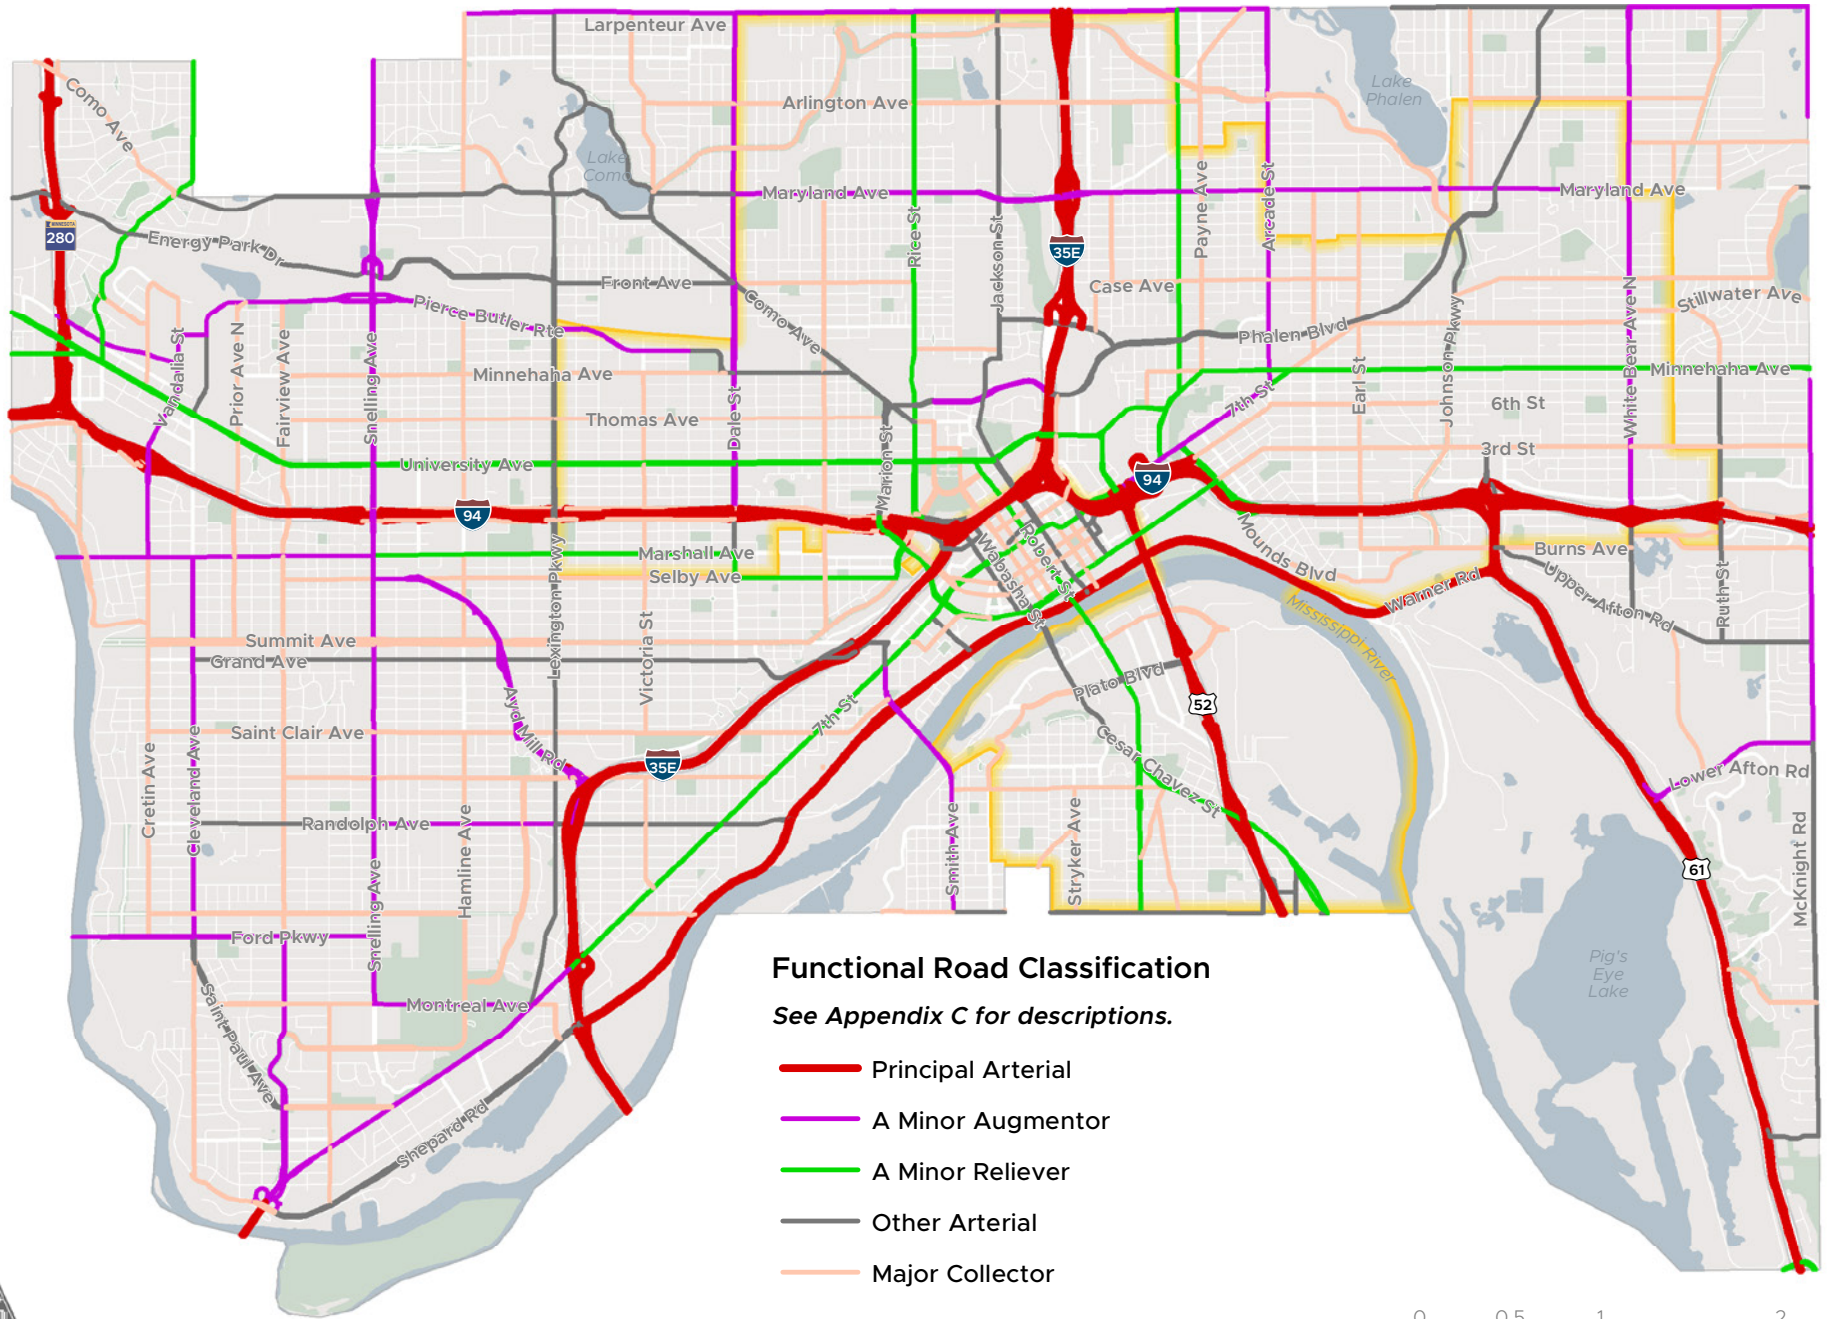 Larpenteur Ave
Como Ave
Arlington Ave
Lake
Phalen
Lake
Como
Maryland Ave
Maryland Ave
Payne Ave
Arcade St
Rice St
Jackson St
MINNESOTA
280
Energy Park Dr
35E
Front Ave
Case Ave
Stillwater Ave
Pierce Butler Rte
Como Ave
Phalen Blvd
Johnson Pkwy
White Bear Ave N
Vandalia St
Prior Ave N
Fairview Ave
Snelling Ave
Minnehaha Ave
Minnehaha Ave
Earl St
7th St
6th St
Thomas Ave
Dale St
Marion St
3rd St
University Ave
94
94
Mounds Blvd
Robert St
Wabasha St
Burns Ave
Marshall Ave
Selby Ave
Lexington Pkwy
Warner Rd
Upper Afton Rd
Ruth St
Mississippi River
Summit Ave
Grand Ave
Victoria St
Plato Blvd
52
Ayd Mill Rd
7th St
Saint Clair Ave
Cesar Chavez St
35E
Lower Afton Rd
Cretin Ave
Cleveland Ave
Randolph Ave
Hamline Ave
Smith Ave
Stryker Ave
61
McKnight Rd
Snelling Ave
Ford Pkwy
Pig's
Eye
Lake
Saint Paul Ave
Montreal Ave
Shepard Rd
Functional Road Classification
See Appendix C for descriptions.
Principal Arterial
A Minor Augmentor
A Minor Reliever
Other Arterial
Major Collector
0 0.5 1 2